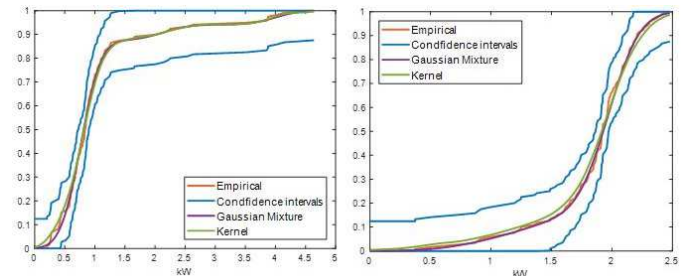 1
0.9
0.8
0.7
0.6
0.5
0.4
0.3
0.2
0.1
0
Empirical
Condfidence intervals
Gaussian Mixture
Kernel
0 0.5 1 1.5 2 2.5 3 3.5 4 4.5 5
kW
1
0.9
0.8
0.7
0.6
0.5
0.4
0.3
0.2
0.1
0
Empirical
Condfidence intervals
Gaussian Mixture
Kernel
0 0.5 1 1.5 2 2.5
kW